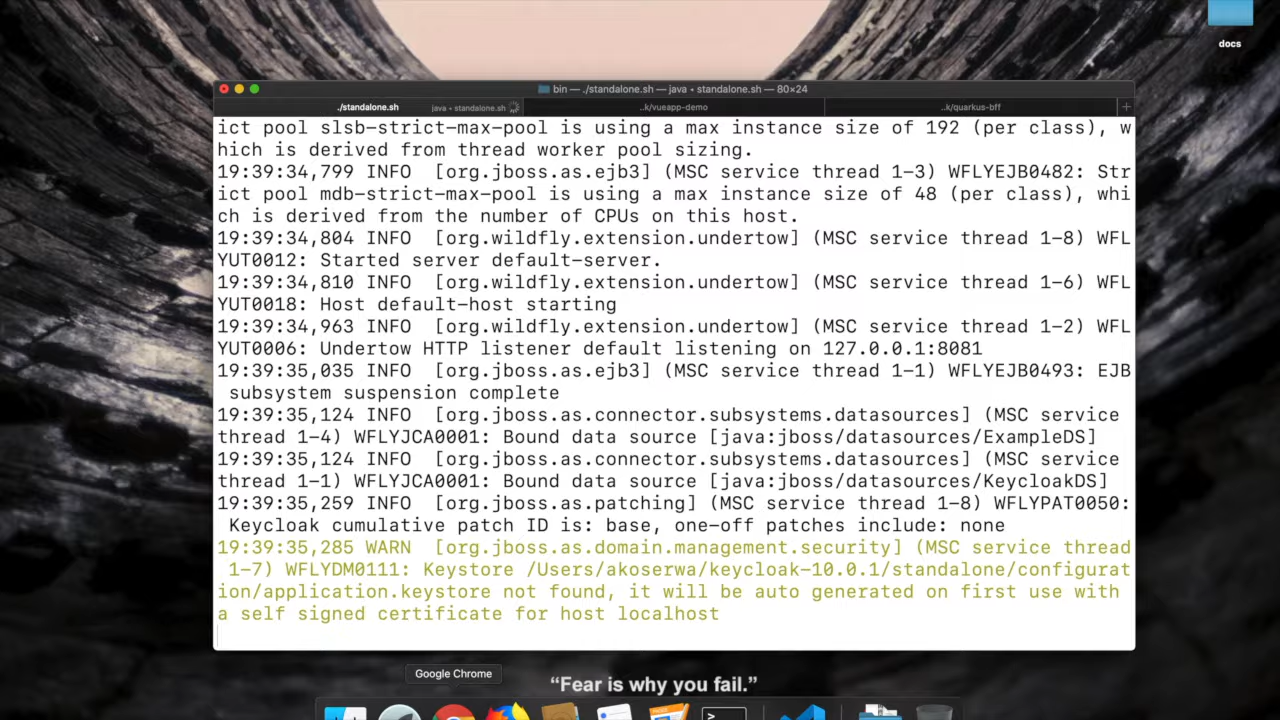 docs
bin — ./standalone.sh — java • standalone.sh — 80×24
./standalone.sh java • standalone.sh ..k/vueapp-demo ..k/quarkus-bff +
ict pool slsb-strict-max-pool is using a max instance size of 192 (per class), w
hich is derived from thread worker pool sizing.
19:39:34,799 INFO  [org.jboss.as.ejb3] (MSC service thread 1-3) WFLYEJB0482: Str
ict pool mdb-strict-max-pool is using a max instance size of 48 (per class), whi
ch is derived from the number of CPUs on this host.
19:39:34,804 INFO  [org.wildfly.extension.undertow] (MSC service thread 1-8) WFL
YUT0012: Started server default-server.
19:39:34,810 INFO  [org.wildfly.extension.undertow] (MSC service thread 1-6) WFL
YUT0018: Host default-host starting
19:39:34,963 INFO  [org.wildfly.extension.undertow] (MSC service thread 1-2) WFL
YUT0006: Undertow HTTP listener default listening on 127.0.0.1:8081
19:39:35,035 INFO  [org.jboss.as.ejb3] (MSC service thread 1-1) WFLYEJB0493: EJB
 subsystem suspension complete
19:39:35,124 INFO  [org.jboss.as.connector.subsystems.datasources] (MSC service
thread 1-4) WFLYJCA0001: Bound data source [java:jboss/datasources/ExampleDS]
19:39:35,124 INFO  [org.jboss.as.connector.subsystems.datasources] (MSC service
thread 1-1) WFLYJCA0001: Bound data source [java:jboss/datasources/KeycloakDS]
19:39:35,259 INFO  [org.jboss.as.patching] (MSC service thread 1-8) WFLYPAT0050:
 Keycloak cumulative patch ID is: base, one-off patches include: none
19:39:35,285 WARN  [org.jboss.as.domain.management.security] (MSC service thread
 1-7) WFLYDM0111: Keystore /Users/akoserwa/keycloak-10.0.1/standalone/configurat
ion/application.keystore not found, it will be auto generated on first use with
a self signed certificate for host localhost
Google Chrome
“Fear is why you fail.”